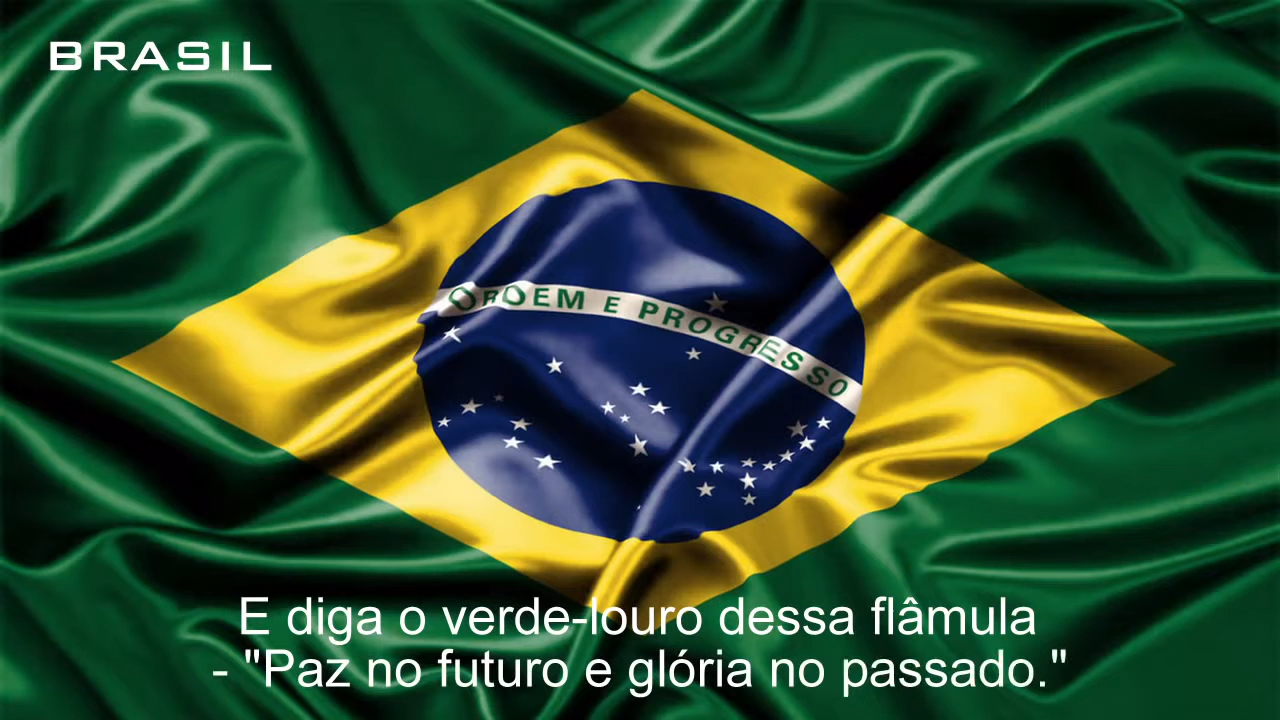 BRASIL
ORDEM E PROGRESSO
E diga o verde-louro dessa flâmula
- "Paz no futuro e glória no passado."